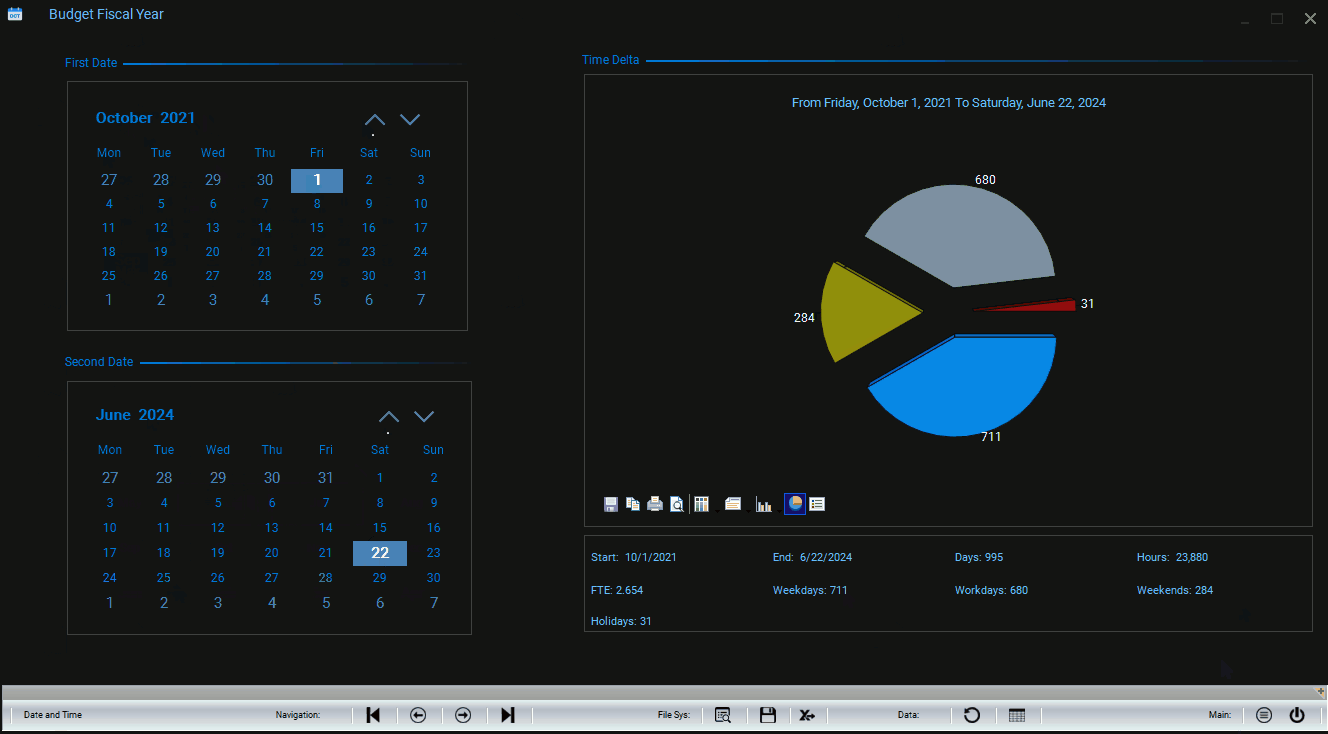 Budget Fiscal Year
First Date
October 2021
Mon Tue Wed Thu Fri Sat Sun
27 28 29 30 1 2 3
4 5 6 7 8 9 10
11 12 13 14 15 16 17
18 19 20 21 22 23 24
25 26 27 28 29 30 31
1 2 3 4 5 6 7
Second Date
June 2024
Mon Tue Wed Thu Fri Sat Sun
27 28 29 30 31 1 2
3 4 5 6 7 8 9
10 11 12 13 14 15 16
17 18 19 20 21 22 23
24 25 26 27 28 29 30
1 2 3 4 5 6 7
Time Delta
From Friday, October 1, 2021 To Saturday, June 22, 2024
680
31
284
711
Start: 10/1/2021 End: 6/22/2024 Days: 995 Hours: 23,880
FTE: 2.654 Weekdays: 711 Workdays: 680 Weekends: 284
Holidays: 31
Date and Time Navigation: File Sys: Data: Main: